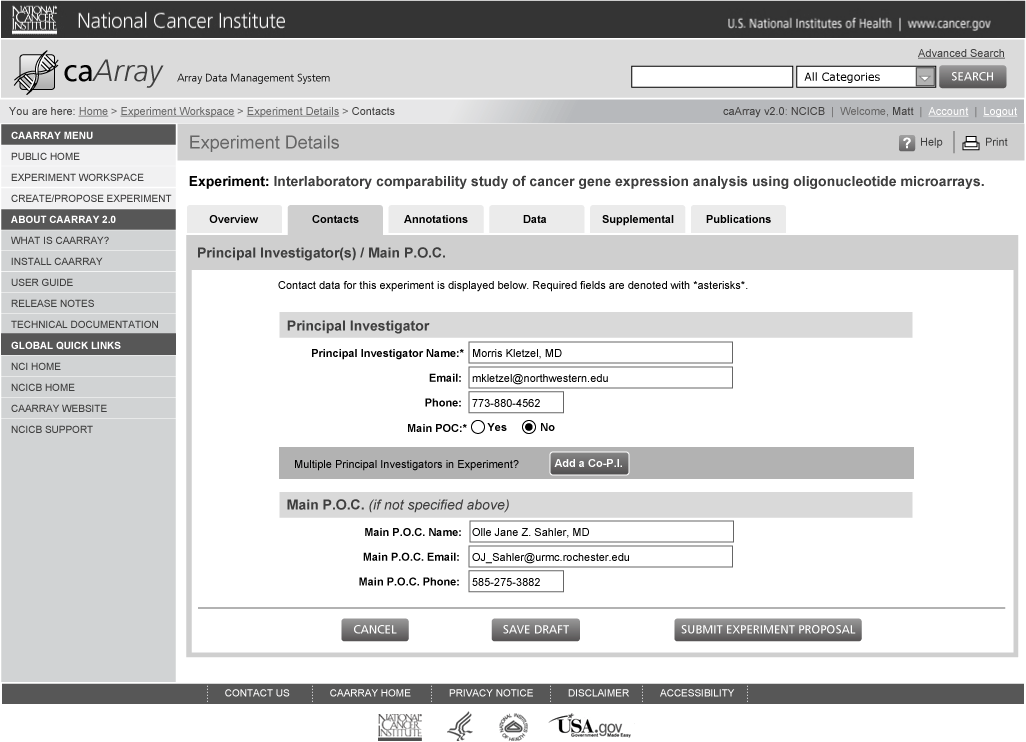 NATIONAL CANCER INSTITUTE National Cancer Institute U.S. National Institutes of Health | www.cancer.gov
Advanced Search
caArray Array Data Management System All Categories SEARCH
You are here: Home > Experiment Workspace > Experiment Details > Contacts caArray v2.0: NCICB | Welcome, Matt | Account | Logout
CAARRAY MENU
PUBLIC HOME
EXPERIMENT WORKSPACE
CREATE/PROPOSE EXPERIMENT
ABOUT CAARRAY 2.0
WHAT IS CAARRAY?
INSTALL CAARRAY
USER GUIDE
RELEASE NOTES
TECHNICAL DOCUMENTATION
GLOBAL QUICK LINKS
NCI HOME
NCICB HOME
CAARRAY WEBSITE
NCICB SUPPORT
Experiment Details ? Help Print
Experiment: Interlaboratory comparability study of cancer gene expression analysis using oligonucleotide microarrays.
Overview Contacts Annotations Data Supplemental Publications
Principal Investigator(s) / Main P.O.C.
Contact data for this experiment is displayed below. Required fields are denoted with *asterisks*.
Principal Investigator
Principal Investigator Name:* Morris Kletzel, MD
Email: mkletzel@northwestern.edu
Phone: 773-880-4562
Main POC:* Yes No
Multiple Principal Investigators in Experiment? Add a Co-P.I.
Main P.O.C. (if not specified above)
Main P.O.C. Name: Olle Jane Z. Sahler, MD
Main P.O.C. Email: OJ_Sahler@urmc.rochester.edu
Main P.O.C. Phone: 585-275-3882
CANCEL SAVE DRAFT SUBMIT EXPERIMENT PROPOSAL
CONTACT US CAARRAY HOME PRIVACY NOTICE DISCLAIMER ACCESSIBILITY
NATIONAL CANCER INSTITUTE USA.gov
Government Made Easy